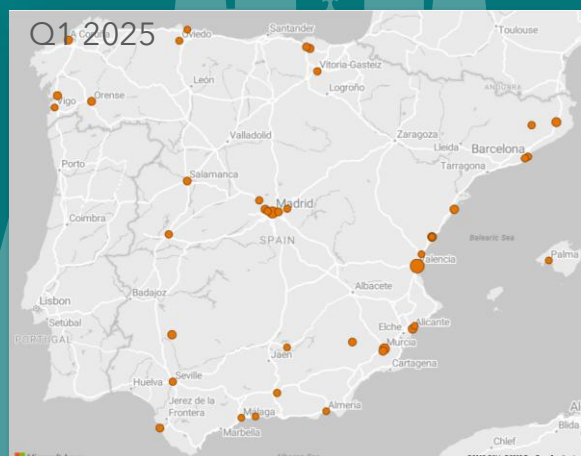 Q1 2025
A Coruña
Oviedo
Santander
Toulouse
Vitoria-Gasteiz
León
ANDORRA
Vigo
Orense
Logroño
Valladolid
Zaragoza
Lleida
Barcelona
Porto
Salamanca
Tarragona
Madrid
Coimbra
SPAIN
Balearic Sea
Palma
Valencia
Badajoz
Albacete
Lisbon
Setúbal
PORTUGAL
Elche
Alicante
Murcia
Jaén
Cartagena
Huelva
Seville
Jerez de la
Frontera
Málaga
Almería
Marbella
Blida
Chlef